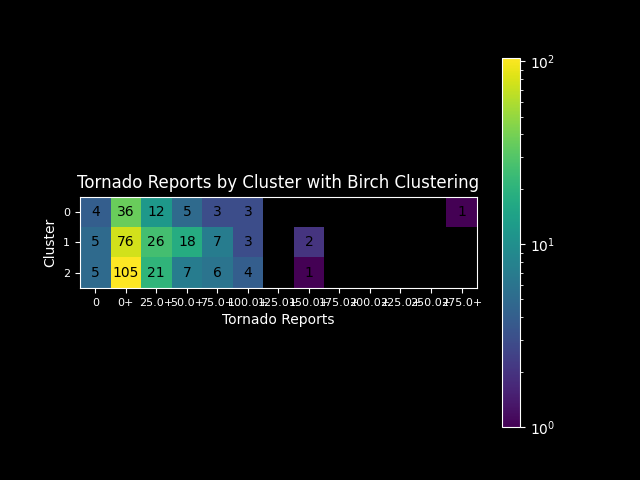 Tornado Reports by Cluster with Birch Clustering
Cluster
0 4 36 12 5 3 3 1
1 5 76 26 18 7 3 2
2 5 105 21 7 6 4 1
0 0+ 25.0+ 50.0+ 75.0+ 100.0+ 125.0+ 150.0+ 175.0+ 200.0+ 225.0+ 250.0+ 275.0+
Tornado Reports
10²
10¹
10⁰